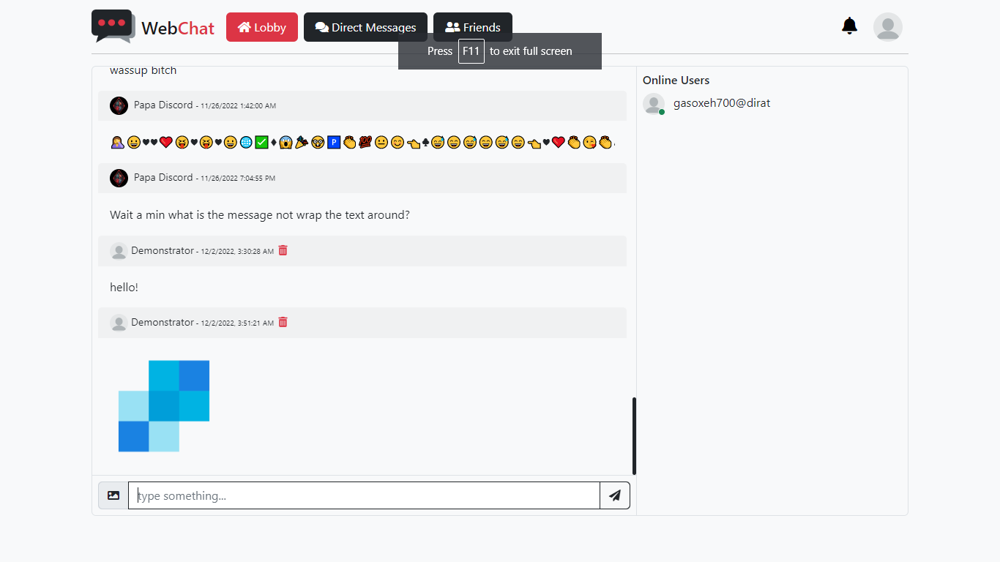 WebChat
Lobby
Direct Messages
Friends
Press F11 to exit full screen
wassup bitch
Papa Discord - 11/26/2022 1:42:00 AM
🤦‍♀️😀♥♥❤️😝♥😝♥😀🌐✅♦😱🎉🤓🅿️👏💯😐😊👈♣😅😄😅😄😅😄👈♥❤️👏😘👏
Papa Discord - 11/26/2022 7:04:55 PM
Wait a min what is the message not wrap the text around?
Demonstrator - 12/2/2022, 3:30:28 AM
hello!
Demonstrator - 12/2/2022, 3:51:21 AM
type something...
Online Users
gasoxeh700@dirat